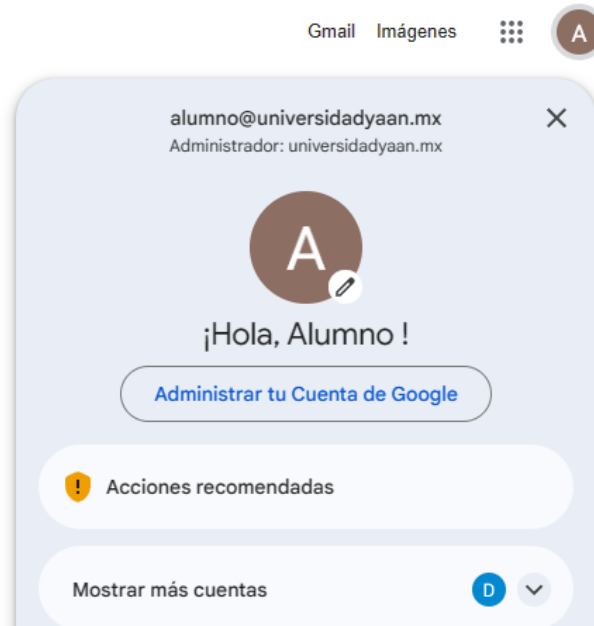 Gmail Imágenes A
alumno@universidadyaan.mx
Administrador: universidadyaan.mx
A
¡Hola, Alumno !
Administrar tu Cuenta de Google
Acciones recomendadas
Mostrar más cuentas D